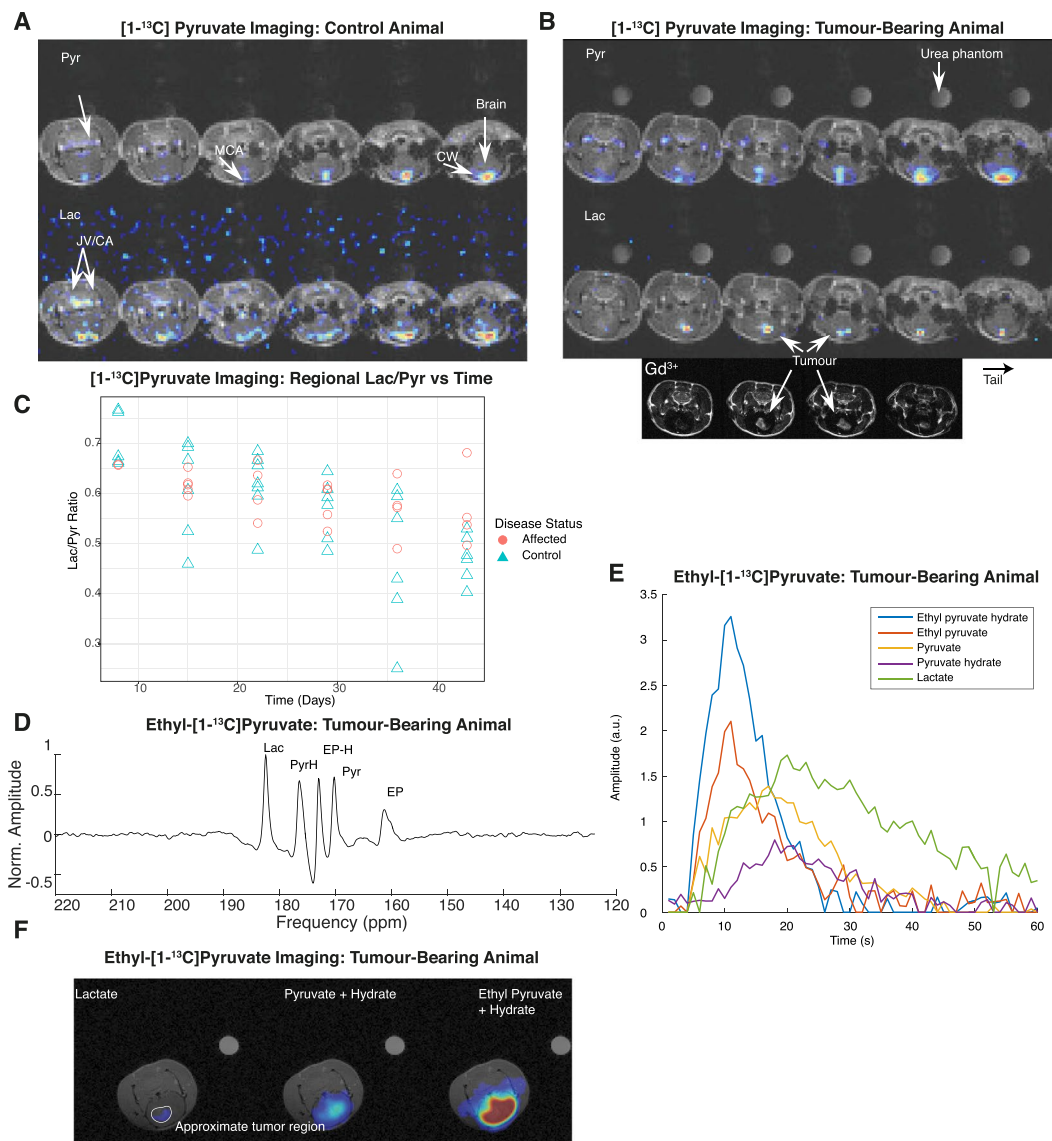 A
[1-¹³C] Pyruvate Imaging: Control Animal
Pyr
Brain
MCA
CW
Lac
JV/CA
B
[1-¹³C] Pyruvate Imaging: Tumour-Bearing Animal
Pyr
Urea phantom
Lac
Tumour
Gd³⁺
Tail
[1-¹³C]Pyruvate Imaging: Regional Lac/Pyr vs Time
C
Lac/Pyr Ratio
0.7
0.6
0.5
0.4
0.3
10 20 30 40
Time (Days)
Disease Status
Affected
Control
D
Ethyl-[1-¹³C]Pyruvate: Tumour-Bearing Animal
Norm. Amplitude
1
0.5
0
-0.5
Lac
PyrH
EP-H
Pyr
EP
220 210 200 190 180 170 160 150 140 130 120
Frequency (ppm)
E
Ethyl-[1-¹³C]Pyruvate: Tumour-Bearing Animal
Amplitude (a.u.)
3.5
3
2.5
2
1.5
1
0.5
0
0 10 20 30 40 50 60
Time (s)
Ethyl pyruvate hydrate
Ethyl pyruvate
Pyruvate
Pyruvate hydrate
Lactate
F
Ethyl-[1-¹³C]Pyruvate Imaging: Tumour-Bearing Animal
Lactate
Pyruvate + Hydrate
Ethyl Pyruvate
+ Hydrate
Approximate tumor region